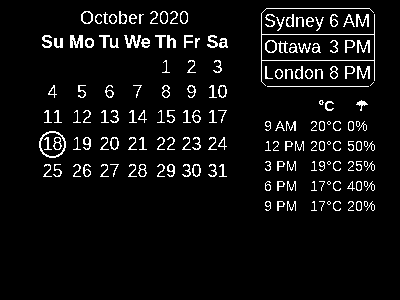 October 2020
Su Mo Tu We Th Fr Sa
1 2 3
4 5 6 7 8 9 10
11 12 13 14 15 16 17
18 19 20 21 22 23 24
25 26 27 28 29 30 31
Sydney 6 AM
Ottawa 3 PM
London 8 PM
°C
9 AM 20°C 0%
12 PM 20°C 50%
3 PM 19°C 25%
6 PM 17°C 40%
9 PM 17°C 20%